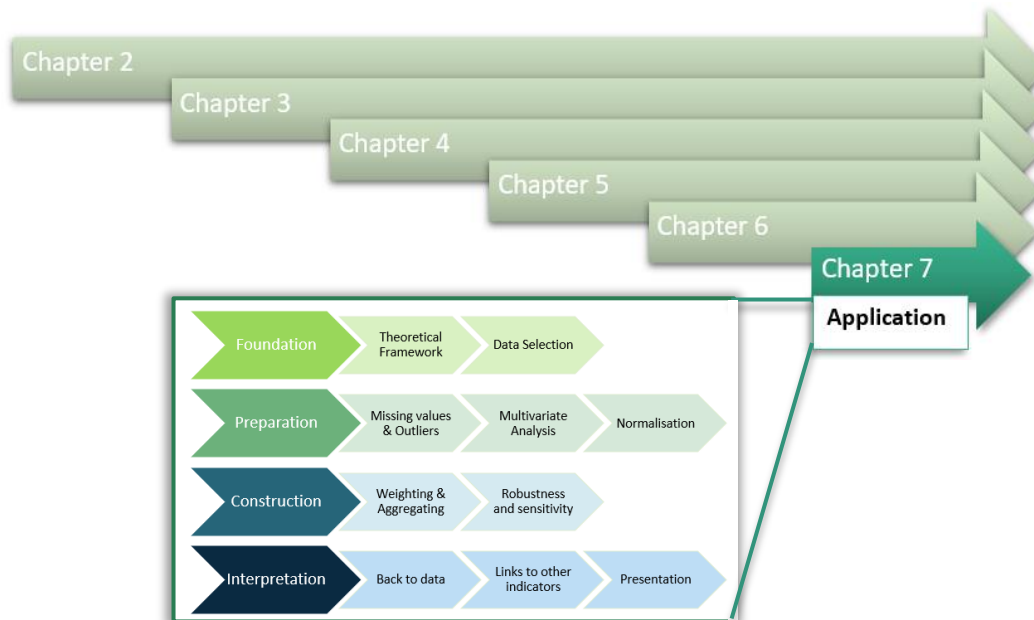 Chapter 2
Chapter 3
Chapter 4
Chapter 5
Chapter 6
Chapter 7
Application
Foundation
Theoretical
Framework
Data Selection
Preparation
Missing values
& Outliers
Multivariate
Analysis
Normalisation
Construction
Weighting &
Aggregating
Robustness
and sensitivity
Interpretation
Back to data
Links to other
indicators
Presentation